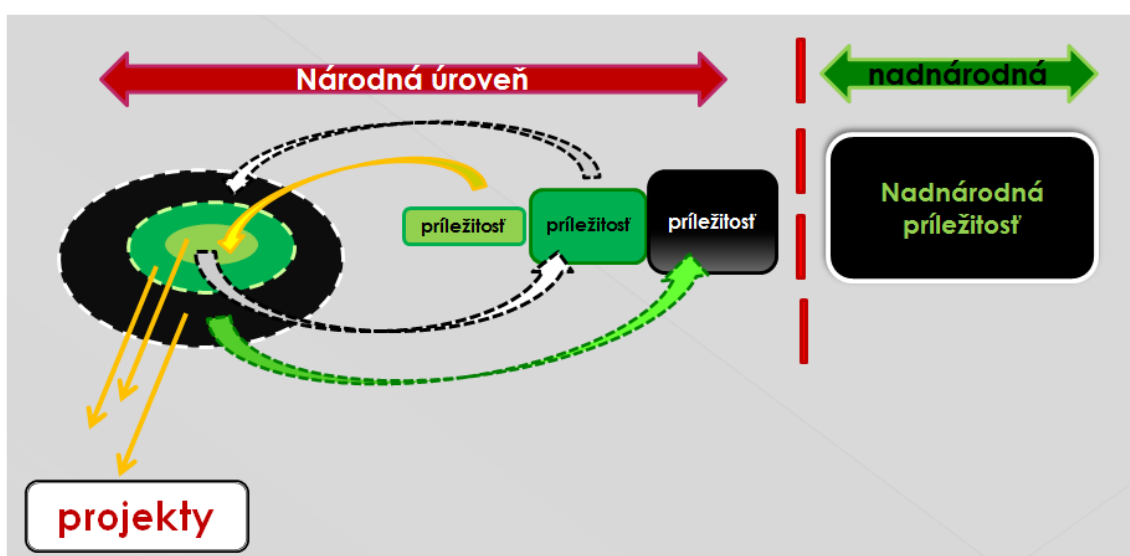 Národná úroveň
nadnárodná
príležitosť
príležitosť
príležitosť
Nadnárodná
príležitosť
projekty